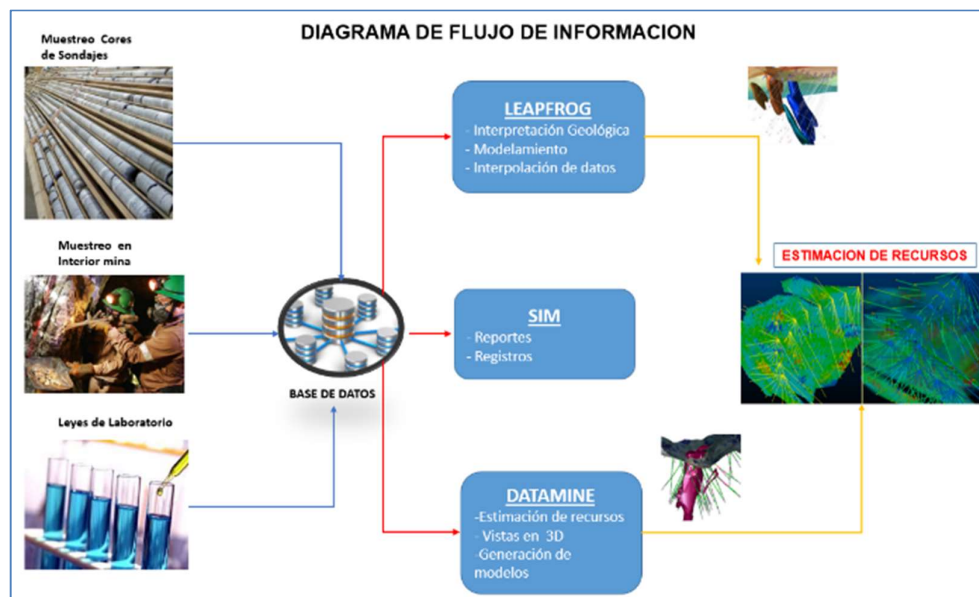 DIAGRAMA DE FLUJO DE INFORMACION
Muestreo Cores
de Sondajes
Muestreo en
Interior mina
Leyes de Laboratorio
BASE DE DATOS
LEAPFROG
- Interpretación Geológica
- Modelamiento
- Interpolación de datos
SIM
- Reportes
- Registros
DATAMINE
-Estimación de recursos
- Vistas en 3D
-Generación de
modelos
ESTIMACION DE RECURSOS